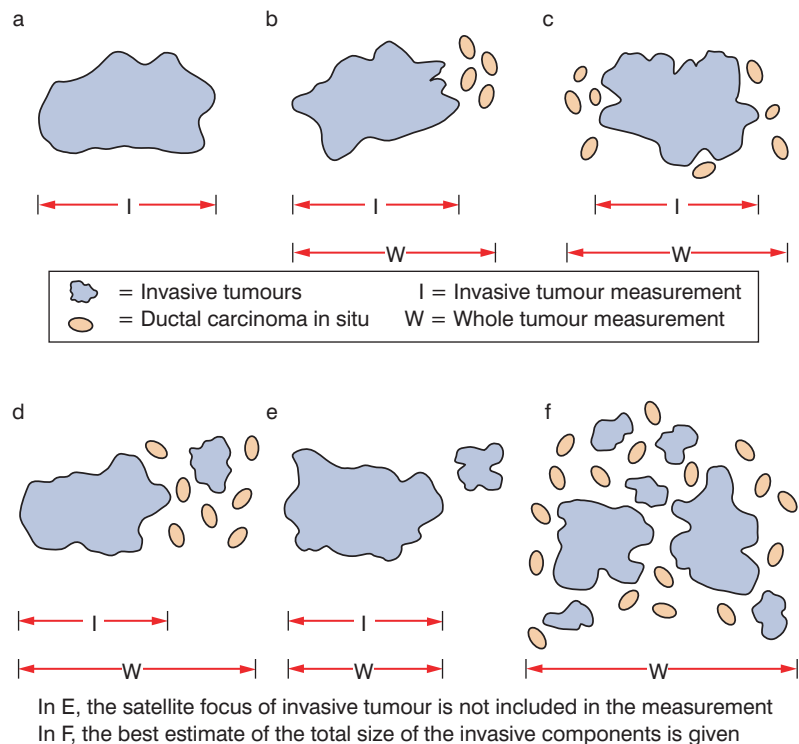 a
b
c
I
I
I
W
W
= Invasive tumours
I = Invasive tumour measurement
= Ductal carcinoma in situ
W = Whole tumour measurement
d
e
f
I
I
W
W
W
In E, the satellite focus of invasive tumour is not included in the measurement
In F, the best estimate of the total size of the invasive components is given